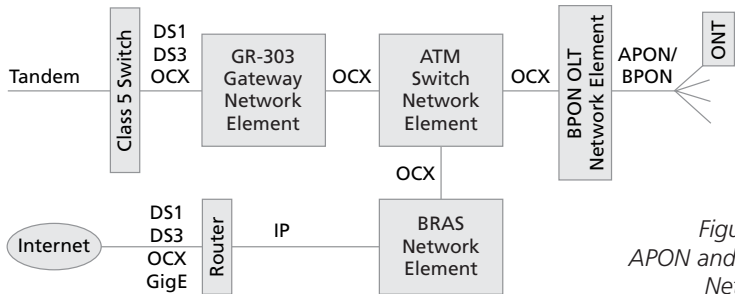 Tandem
Class 5 Switch
DS1
DS3
OCX
GR-303
Gateway
Network
Element
OCX
ATM
Switch
Network
Element
OCX
BPON OLT
Network Element
APON/
BPON
ONT
OCX
Internet
DS1
DS3
OCX
GigE
Router
IP
BRAS
Network
Element
Figu
APON and
Net